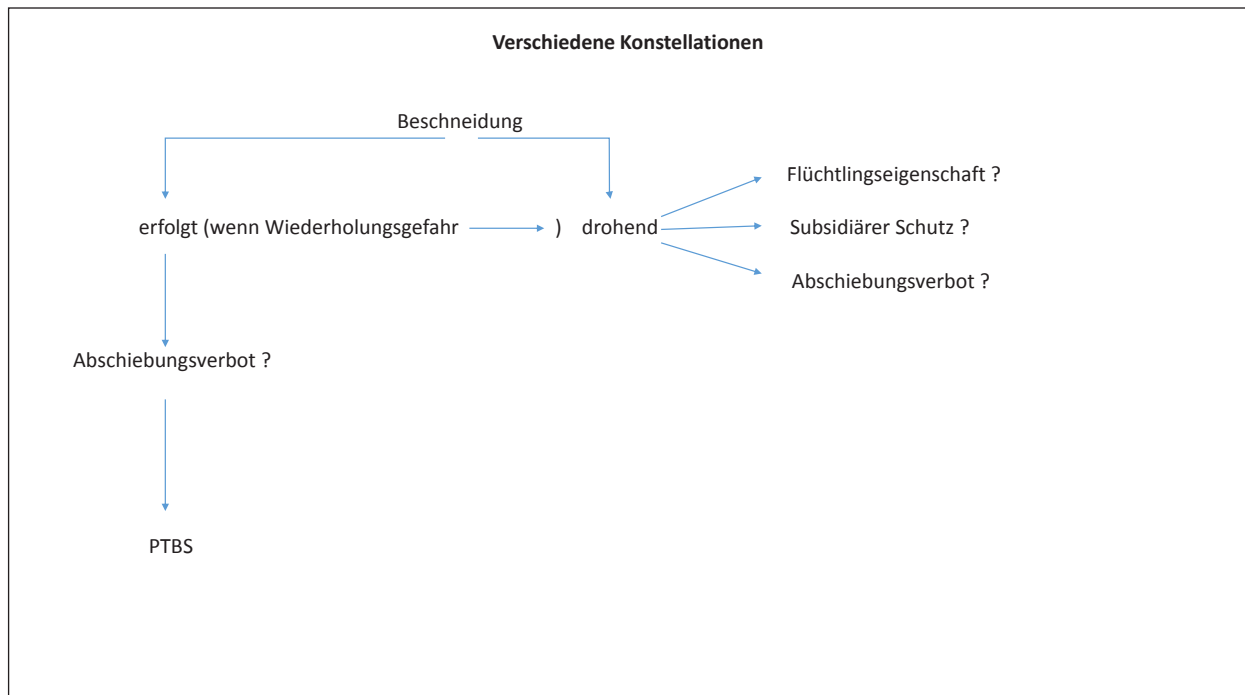 Verschiedene Konstellationen
Beschneidung
Flüchtlingseigenschaft ?
erfolgt (wenn Wiederholungsgefahr ) drohend
Subsidiärer Schutz ?
Abschiebungsverbot ?
Abschiebungsverbot ?
PTBS